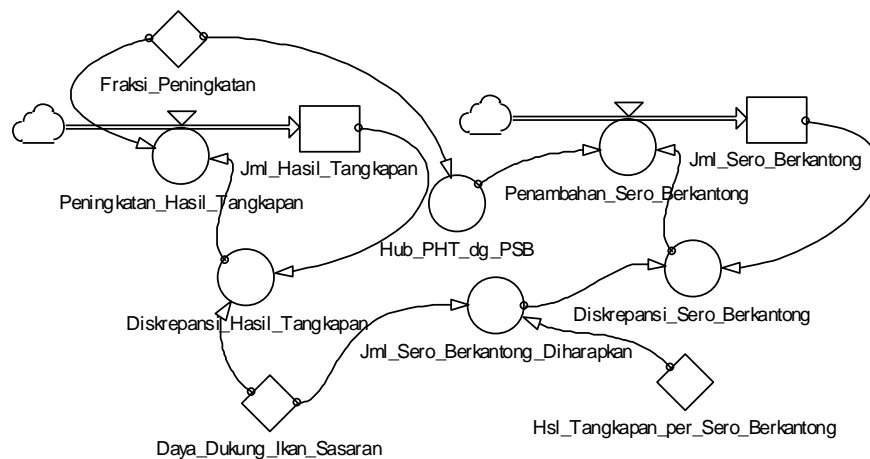 Fraksi_Peningkatan
Jml_Hasil_Tangkapan
Jml_Sero_Berkantong
Peningkatan_Hasil_Tangkapan
Penambahan_Sero_Berkantong
Hub_PHT_dg_PSB
Diskrepansi_Hasil_Tangkapan
Diskrepansi_Sero_Berkantong
Jml_Sero_Berkantong_Diharapkan
Daya_Dukung_Ikan_Sasaran
Hsl_Tangkapan_per_Sero_Berkantong